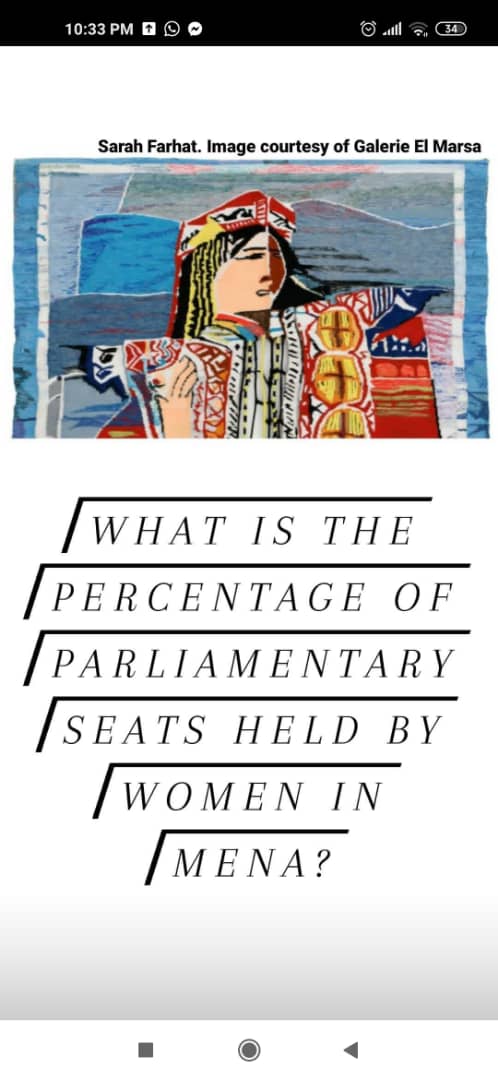 10:33 PM
34
Sarah Farhat. Image courtesy of Galerie El Marsa
WHAT IS THE
PERCENTAGE OF
PARLIAMENTARY
SEATS HELD BY
WOMEN IN
MENA?